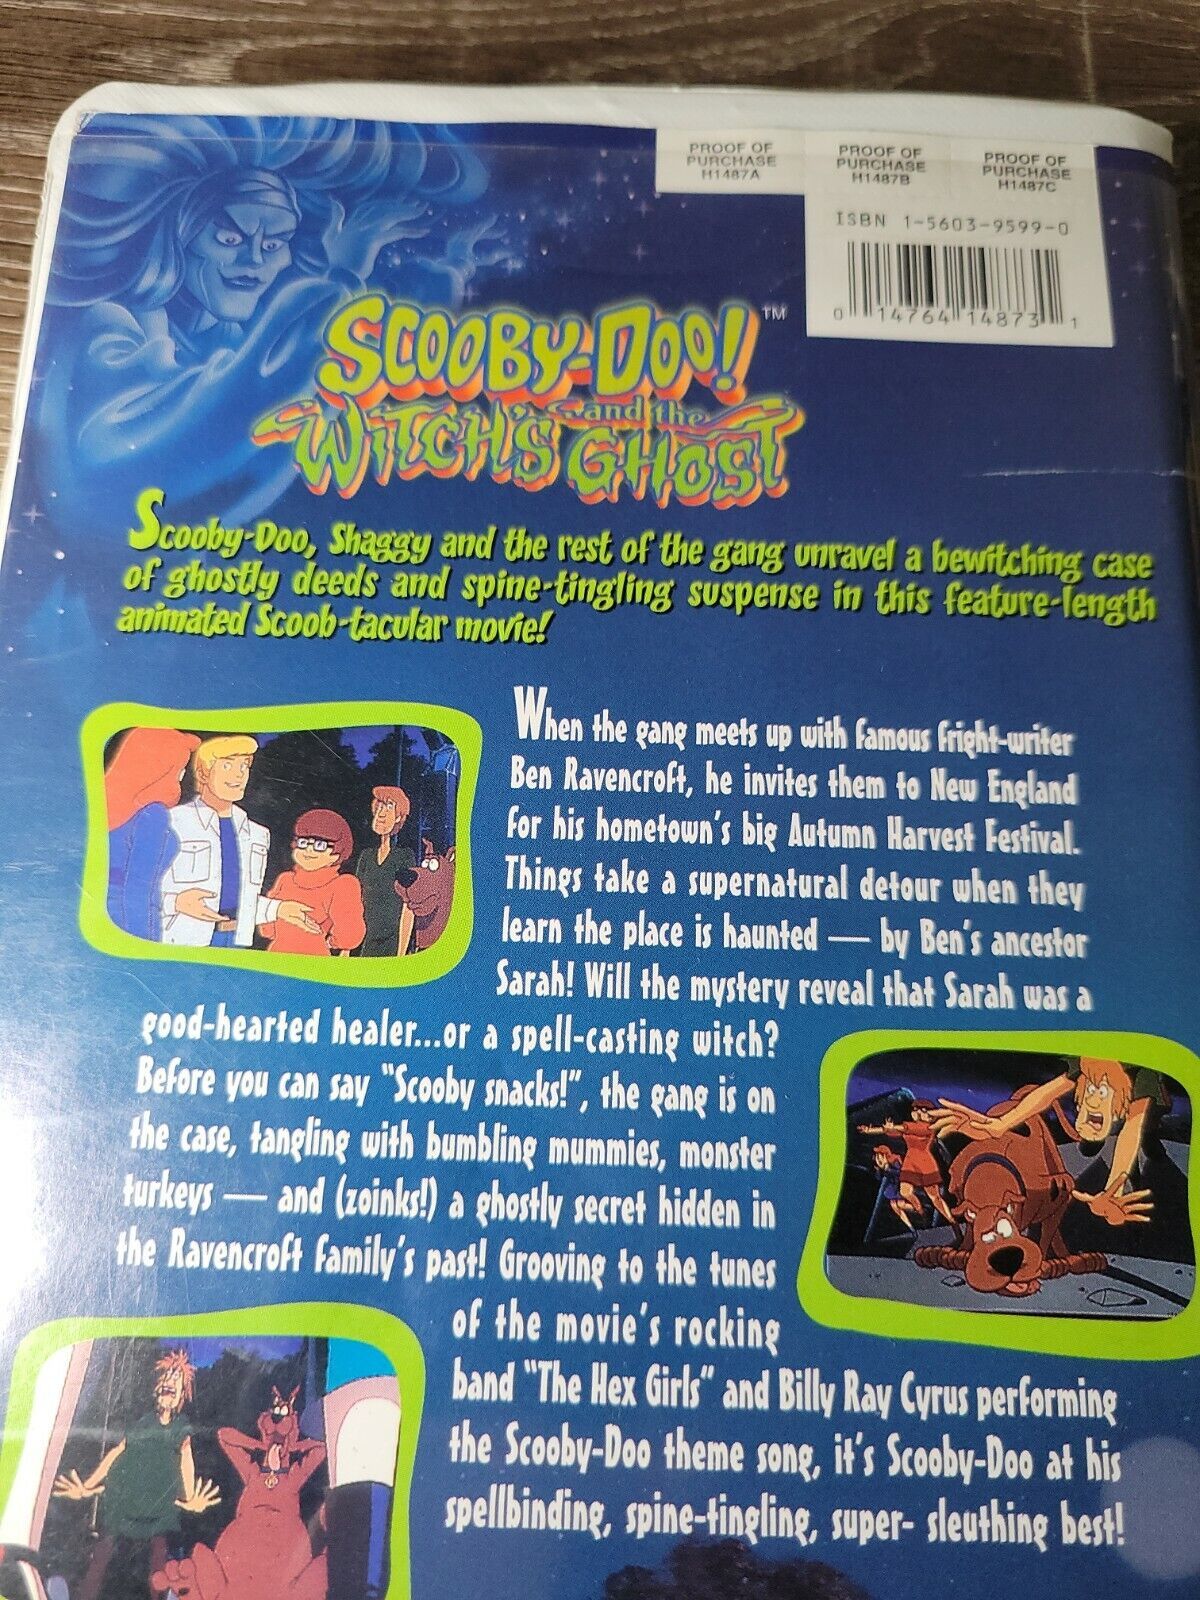 PROOF OF
PURCHASE
H1487A
PROOF OF
PURCHASE
H1487B
PROOF OF
PURCHASE
H1487C
ISBN 1-5603-9599-0
0 14764 14873 1
SCOOBY-DOO! ™
and the
WITCH'S GHOST
Scooby-Doo, Shaggy and the rest of the gang unravel a bewitching case
of ghostly deeds and spine-tingling suspense in this feature-length
animated Scoob-tacular movie!
When the gang meets up with famous fright-writer
Ben Ravencroft, he invites them to New England
for his hometown's big Autumn Harvest Festival.
Things take a supernatural detour when they
learn the place is haunted — by Ben's ancestor
Sarah! Will the mystery reveal that Sarah was a
good-hearted healer...or a spell-casting witch?
Before you can say "Scooby snacks!", the gang is on
the case, tangling with bumbling mummies, monster
turkeys — and (zoinks!) a ghostly secret hidden in
the Ravencroft family's past! Grooving to the tunes
of the movie's rocking
band "The Hex Girls" and Billy Ray Cyrus performing
the Scooby-Doo theme song, it's Scooby-Doo at his
spellbinding, spine-tingling, super- sleuthing best!